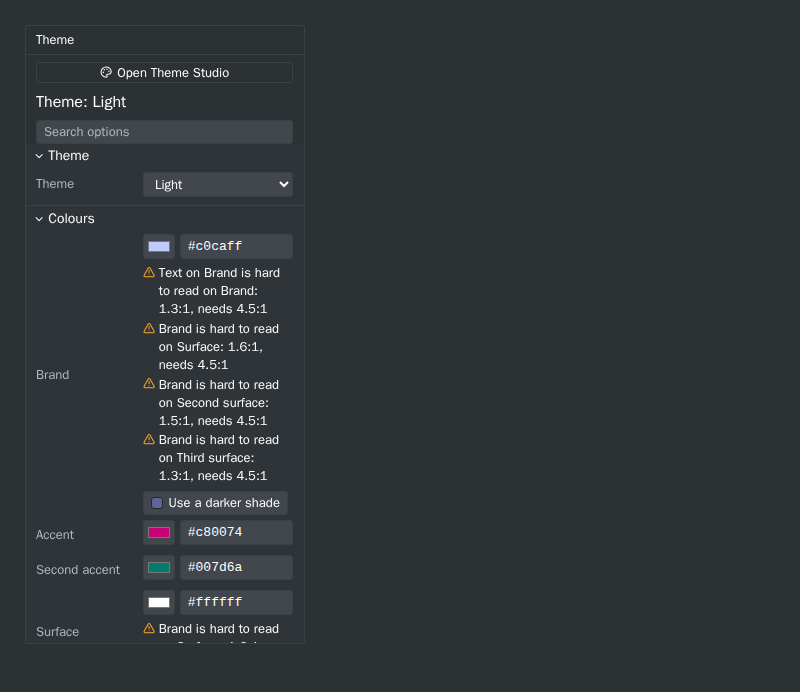 Theme
Open Theme Studio
Theme: Light
Search options
Theme
Theme
Light
Colours
Brand
#c0caff
Text on Brand is hard
to read on Brand:
1.3:1, needs 4.5:1
Brand is hard to read
on Surface: 1.6:1,
needs 4.5:1
Brand is hard to read
on Second surface:
1.5:1, needs 4.5:1
Brand is hard to read
on Third surface:
1.3:1, needs 4.5:1
Use a darker shade
Accent
#c80074
Second accent
#007d6a
Surface
#ffffff
Brand is hard to read